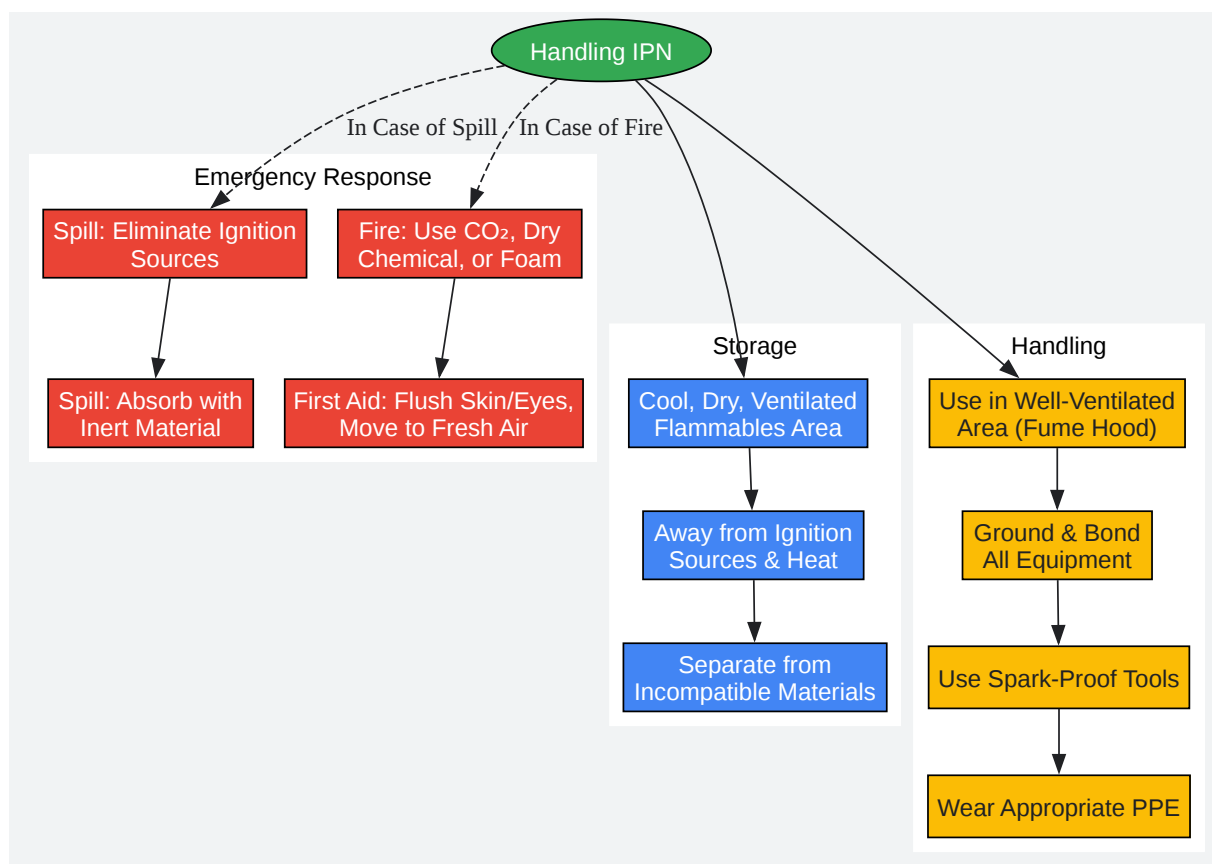 Handling IPN
In Case of Spill
In Case of Fire
Emergency Response
Spill: Eliminate Ignition
Sources
Fire: Use CO₂, Dry
Chemical, or Foam
Spill: Absorb with
Inert Material
First Aid: Flush Skin/Eyes,
Move to Fresh Air
Storage
Cool, Dry, Ventilated
Flammables Area
Away from Ignition
Sources & Heat
Separate from
Incompatible Materials
Handling
Use in Well-Ventilated
Area (Fume Hood)
Ground & Bond
All Equipment
Use Spark-Proof Tools
Wear Appropriate PPE